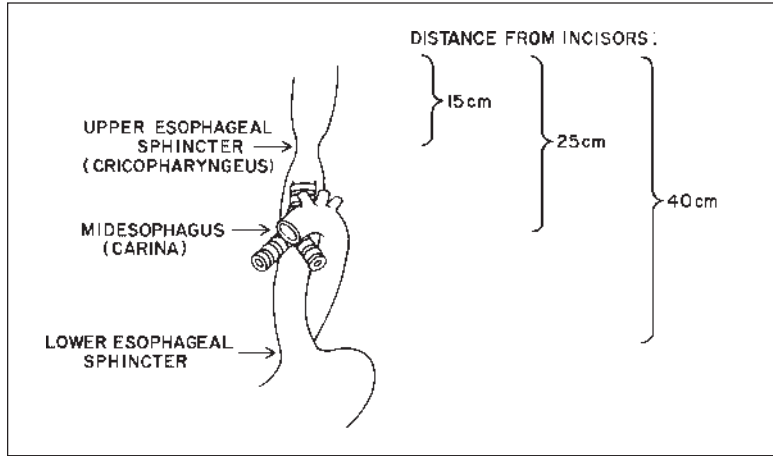 DISTANCE FROM INCISORS:
15cm
UPPER ESOPHAGEAL
SPHINCTER
(CRICOPHARYNGEUS)
25cm
MIDESOPHAGUS
(CARINA)
40cm
LOWER ESOPHAGEAL
SPHINCTER